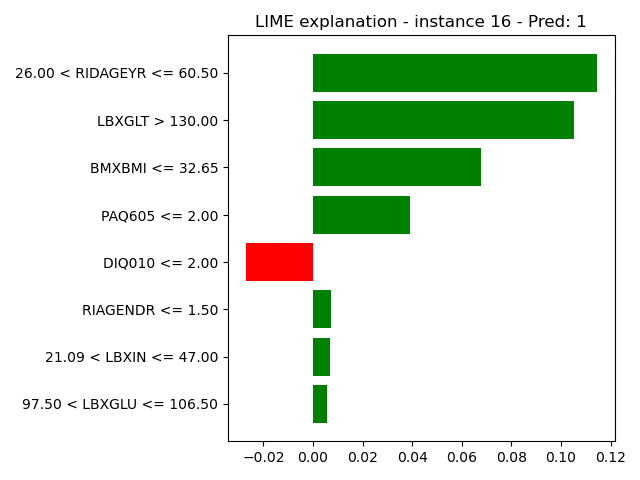 LIME explanation - instance 16 - Pred: 1
26.00 < RIDAGEYR <= 60.50
LBXGLT > 130.00
BMXBMI <= 32.65
PAQ605 <= 2.00
DIQ010 <= 2.00
RIAGENDR <= 1.50
21.09 < LBXIN <= 47.00
97.50 < LBXGLU <= 106.50
−0.02 0.00 0.02 0.04 0.06 0.08 0.10 0.12